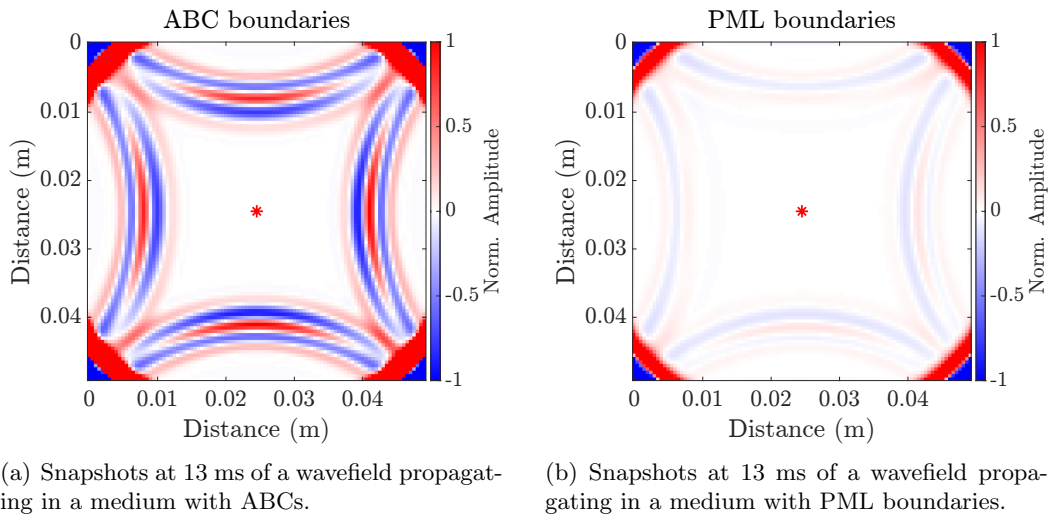 ABC boundaries
0
0.01
0.02
0.03
0.04
Distance (m)
0
0.01
0.02
0.03
0.04
Distance (m)
1
0.5
0
-0.5
-1
Norm. Amplitude
(a) Snapshots at 13 ms of a wavefield propagat-
ing in a medium with ABCs.
PML boundaries
0
0.01
0.02
0.03
0.04
Distance (m)
0
0.01
0.02
0.03
0.04
Distance (m)
1
0.5
0
-0.5
-1
Norm. Amplitude
(b) Snapshots at 13 ms of a wavefield propa-
gating in a medium with PML boundaries.